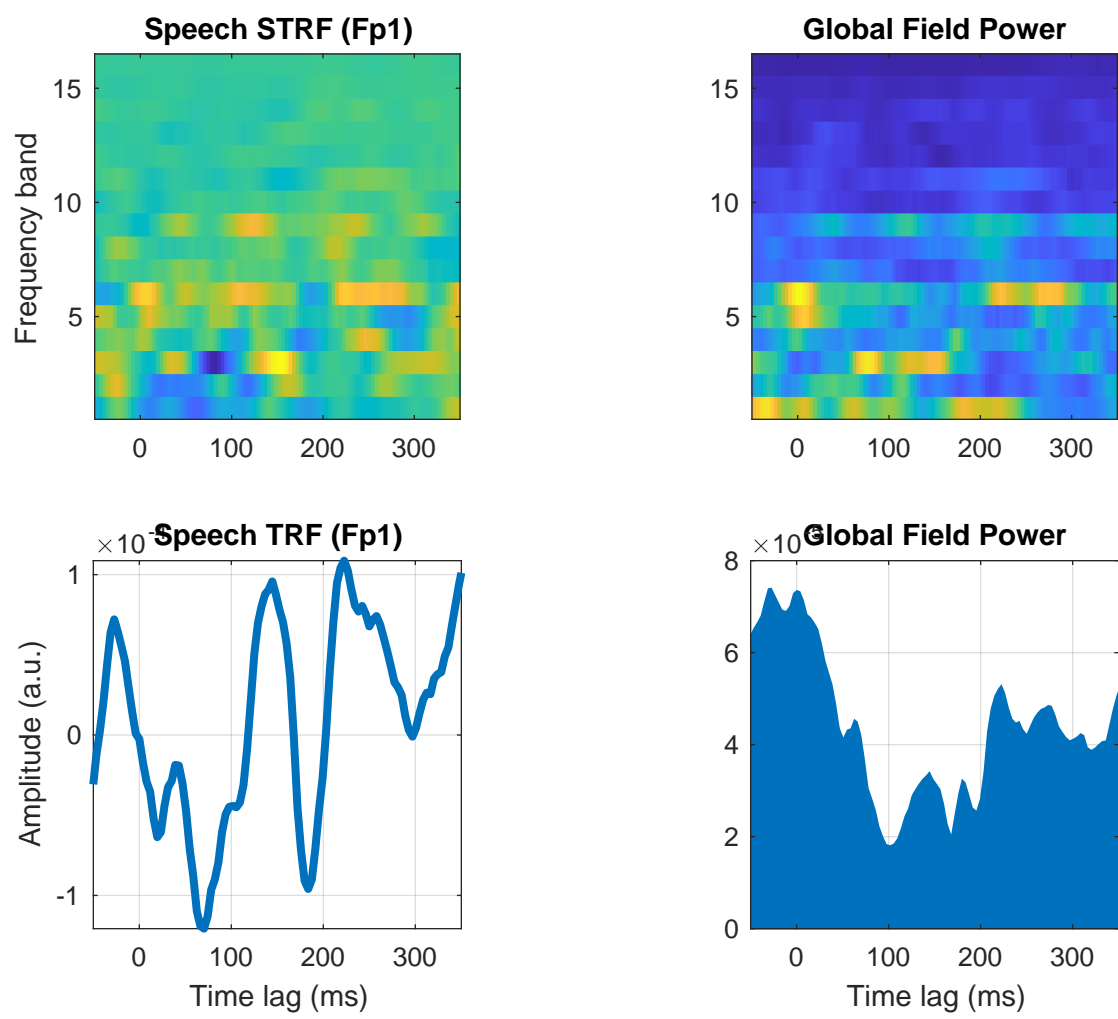 Speech STRF (Fp1)
Global Field Power
Frequency band
15
10
5
0 100 200 300
15
10
5
0 100 200 300
Speech TRF (Fp1)
Global Field Power
×10
Amplitude (a.u.)
1
0
-1
0 100 200 300
Time lag (ms)
×10
8
6
4
2
0
0 100 200 300
Time lag (ms)